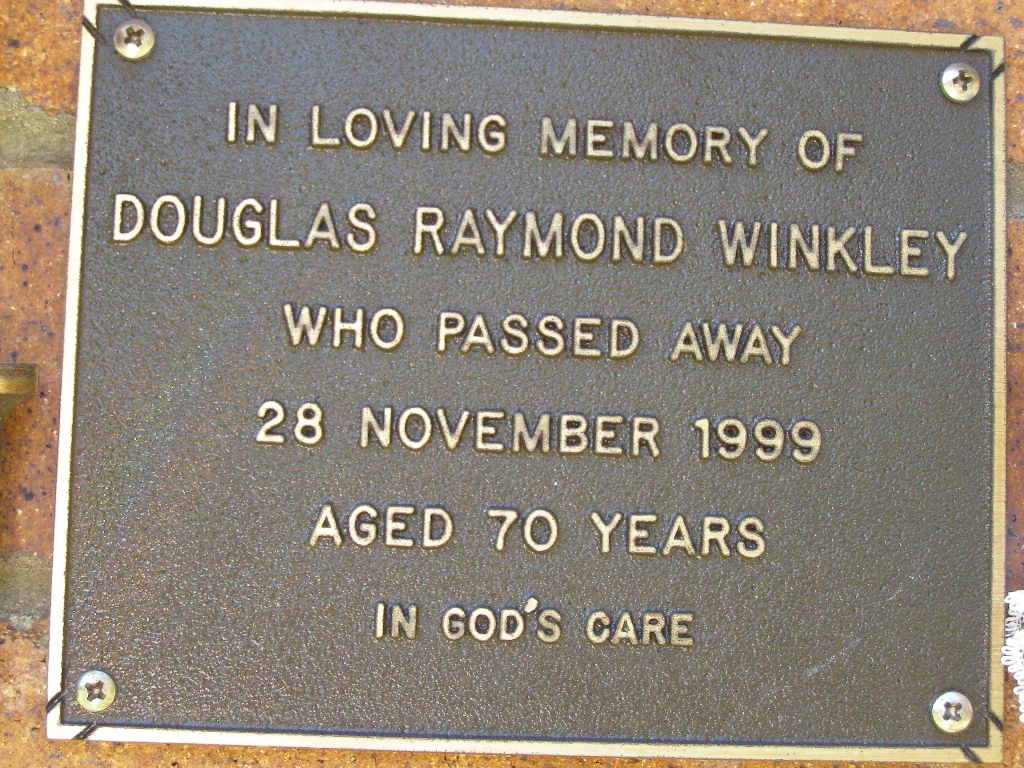 IN LOVING MEMORY OF
DOUGLAS RAYMOND WINKLEY
WHO PASSED AWAY
28 NOVEMBER 1999
AGED 70 YEARS
IN GOD'S CARE